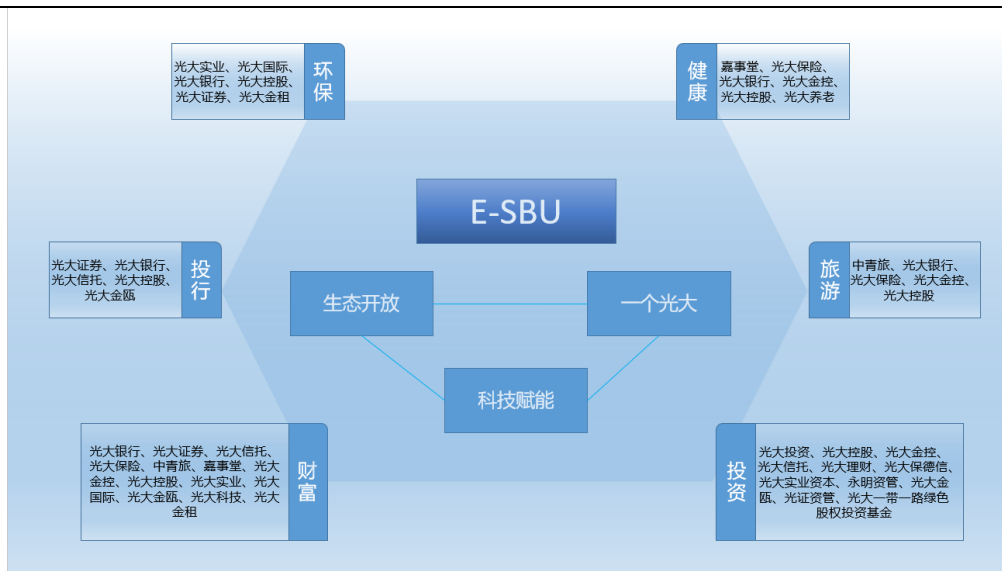 光大实业、光大国际、
光大银行、光大控股、
光大证券、光大金租
环保
健康
嘉事堂、光大保险、
光大银行、光大金控、
光大控股、光大养老
E-SBU
光大证券、光大银行、
光大信托、光大控股、
光大金瓯
投行
生态开放
一个光大
旅游
中青旅、光大银行、
光大保险、光大金控、
光大控股
科技赋能
光大银行、光大证券、光大信托、
光大保险、中青旅、嘉事堂、光大
金控、光大控股、光大实业、光大
国际、光大金瓯、光大科技、光大
金租
财富
投资
光大投资、光大控股、光大金控、
光大信托、光大理财、光大保德信、
光大实业资本、永明资管、光大金
瓯、光证资管、光大一带一路绿色
股权投资基金